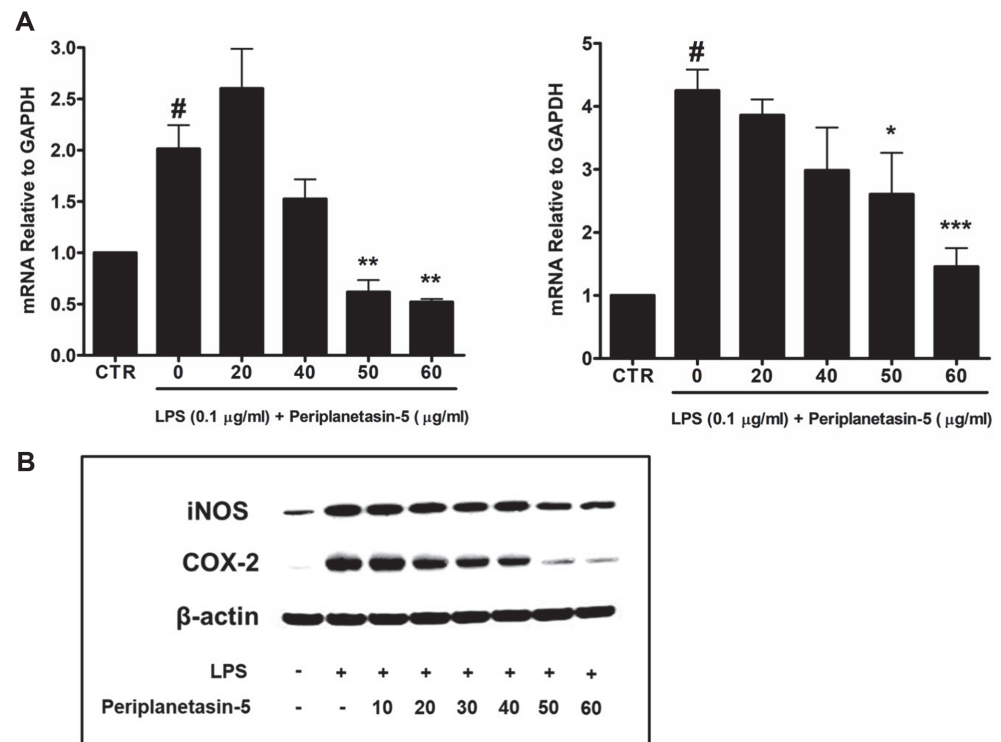 A
mRNA Relative to GAPDH
3.0
2.5
2.0
1.5
1.0
0.5
0.0
#
**
**
CTR 0 20 40 50 60
LPS (0.1 μg/ml) + Periplanetasin-5 ( μg/ml)
mRNA Relative to GAPDH
5
4
3
2
1
0
#
*
***
CTR 0 20 40 50 60
LPS (0.1 μg/ml) + Periplanetasin-5 ( μg/ml)
B
iNOS
COX-2
β-actin
LPS - + + + + + + +
Periplanetasin-5 - - 10 20 30 40 50 60